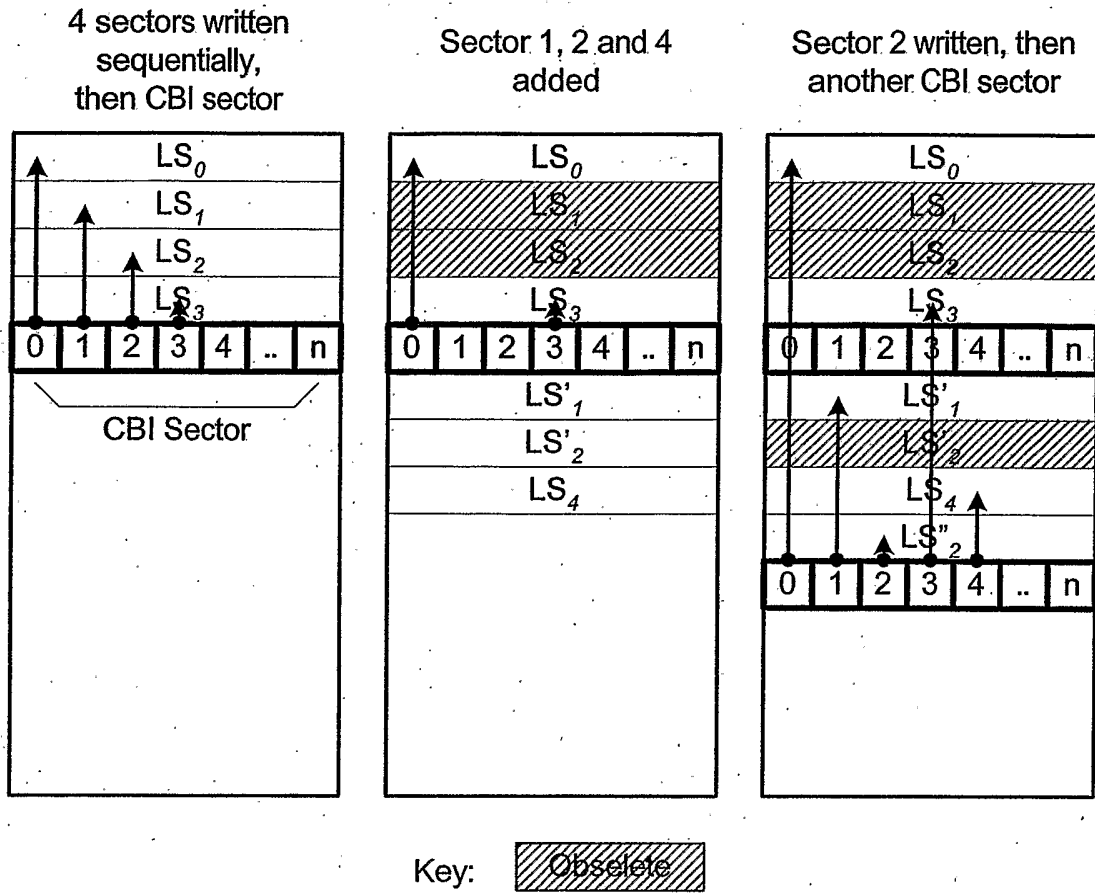 4 sectors written
sequentially,
then CBI sector
LS0
LS1
LS2
LS3
0 1 2 3 4 .. n
CBI Sector
Sector 1, 2 and 4
added
LS0
LS1
LS2
LS3
0 1 2 3 4 .. n
LS'1
LS'2
LS4
Sector 2 written, then
another CBI sector
LS0
LS1
LS2
LS3
0 1 2 3 4 .. n
LS'1
LS'2
LS4
LS"2
0 1 2 3 4 .. n
Key: Obselete